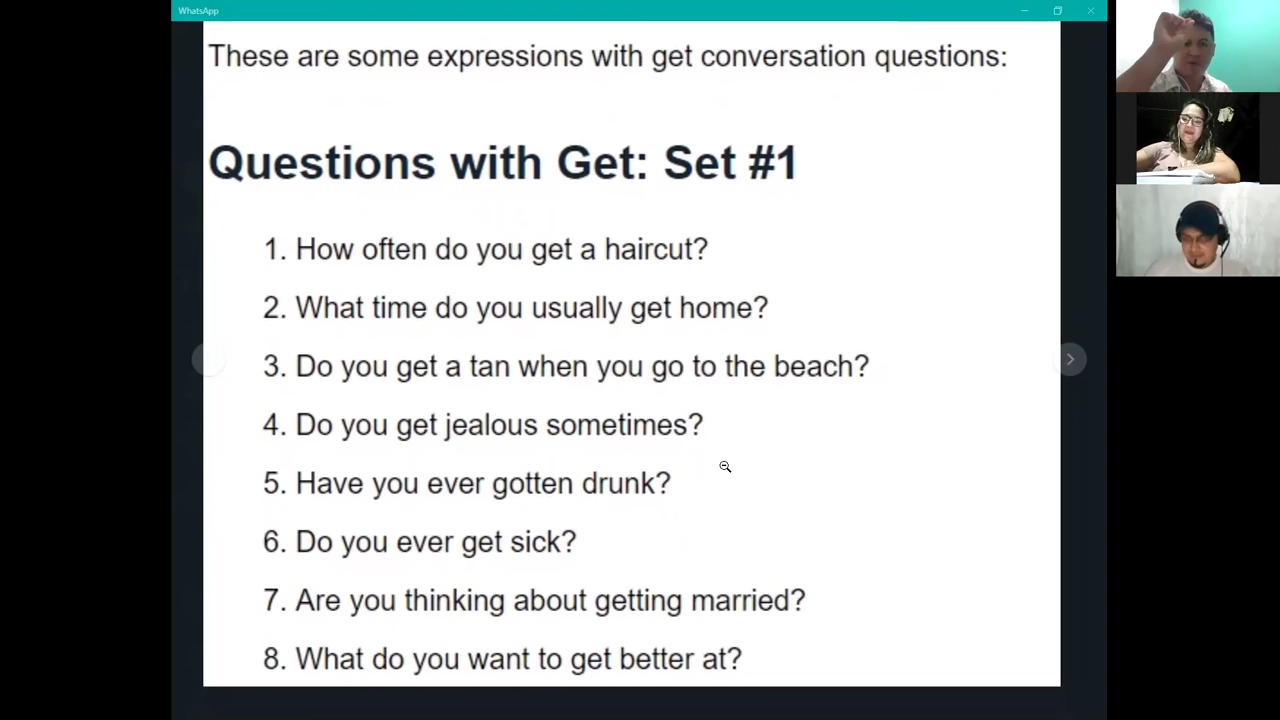 WhatsApp
These are some expressions with get conversation questions:
Questions with Get: Set #1
1. How often do you get a haircut?
2. What time do you usually get home?
3. Do you get a tan when you go to the beach?
4. Do you get jealous sometimes?
5. Have you ever gotten drunk?
6. Do you ever get sick?
7. Are you thinking about getting married?
8. What do you want to get better at?